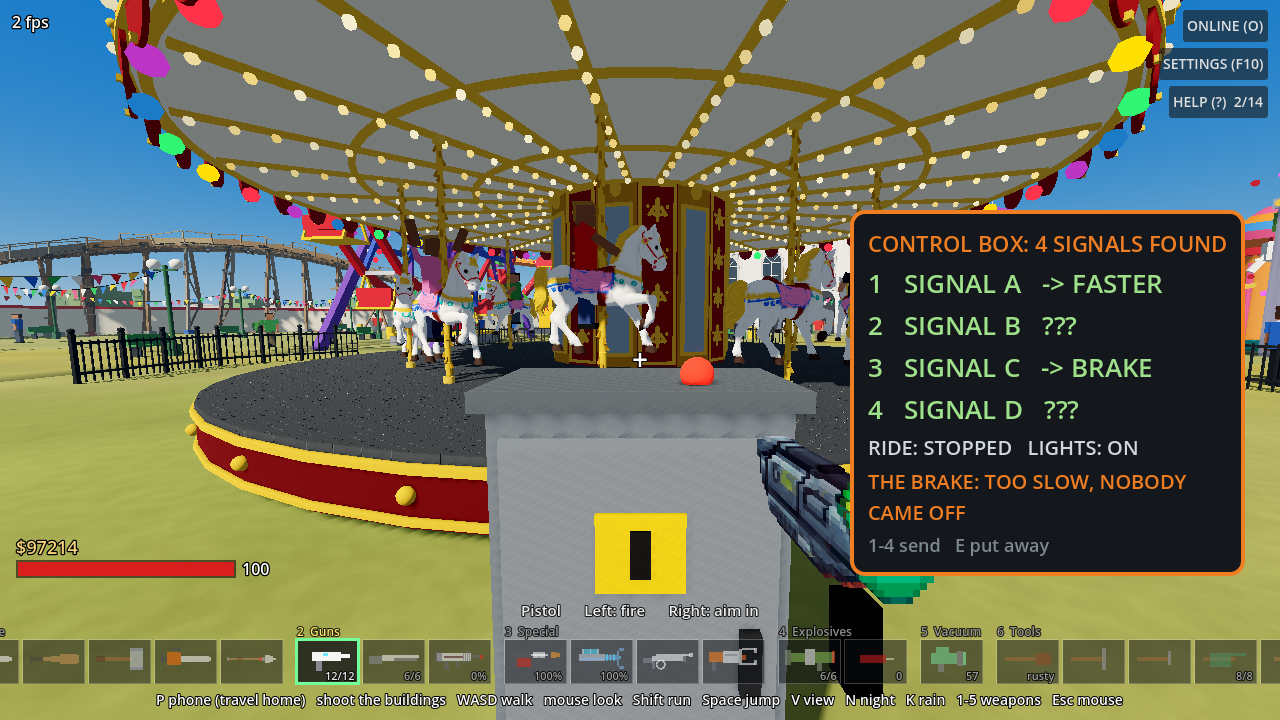 2 fps
ONLINE (O)
SETTINGS (F10)
HELP (?) 2/14
CONTROL BOX: 4 SIGNALS FOUND
1 SIGNAL A -> FASTER
2 SIGNAL B ???
3 SIGNAL C -> BRAKE
4 SIGNAL D ???
RIDE: STOPPED LIGHTS: ON
THE BRAKE: TOO SLOW, NOBODY
CAME OFF
1-4 send E put away
$97214
100
Pistol Left: fire Right: aim in
e 2 Guns 3 Special 4 Explosives 5 Vacuum 6 Tools
12/12 6/6 0% 100% 100% 6/6 0 57 rusty 8/8
P phone (travel home) shoot the buildings WASD walk mouse look Shift run Space jump V view N night K rain 1-5 weapons Esc mouse